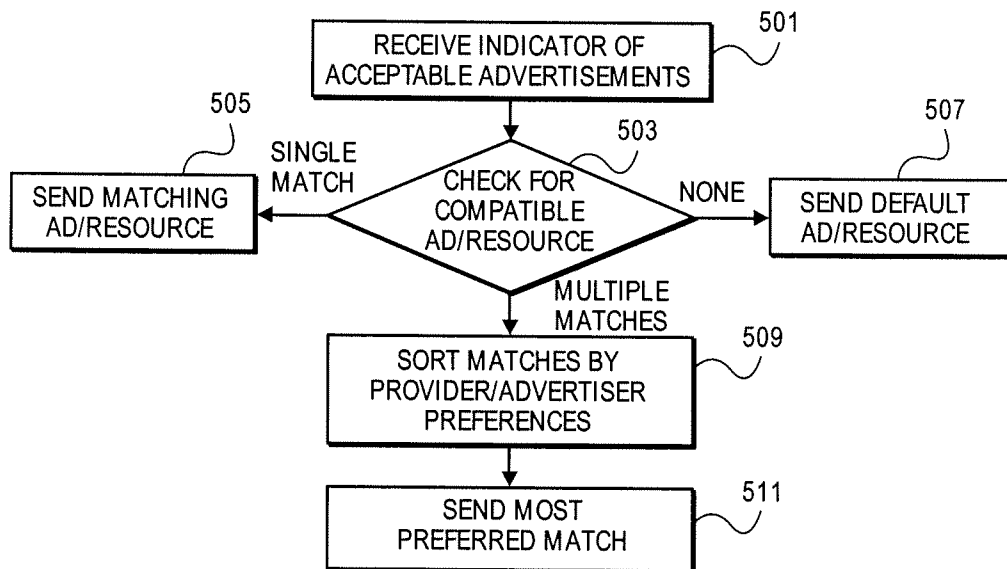 501
RECEIVE INDICATOR OF
ACCEPTABLE ADVERTISEMENTS
505
503
507
SINGLE
MATCH
CHECK FOR
COMPATIBLE
AD/RESOURCE
NONE
SEND MATCHING
AD/RESOURCE
SEND DEFAULT
AD/RESOURCE
MULTIPLE
MATCHES
509
SORT MATCHES BY
PROVIDER/ADVERTISER
PREFERENCES
511
SEND MOST
PREFERRED MATCH